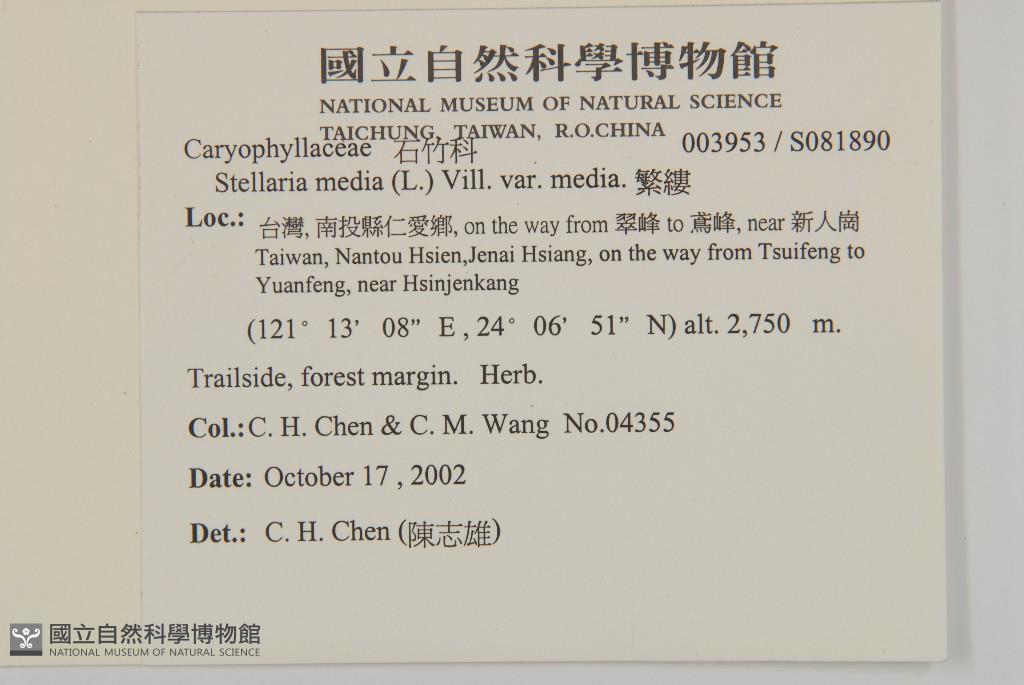 國立自然科學博物館
NATIONAL MUSEUM OF NATURAL SCIENCE
TAICHUNG, TAIWAN, R.O.CHINA
Caryophyllaceae 石竹科 003953 / S081890
Stellaria media (L.) Vill. var. media. 繁縷
Loc.: 台灣, 南投縣仁愛鄉, on the way from 翠峰 to 鳶峰, near 新人崗
Taiwan, Nantou Hsien,Jenai Hsiang, on the way from Tsuifeng to
Yuanfeng, near Hsinjenkang
(121° 13’ 08” E , 24° 06’ 51” N) alt. 2,750 m.
Trailside, forest margin. Herb.
Col.: C. H. Chen & C. M. Wang No.04355
Date: October 17 , 2002
Det.: C. H. Chen (陳志雄)
國立自然科學博物館
NATIONAL MUSEUM OF NATURAL SCIENCE